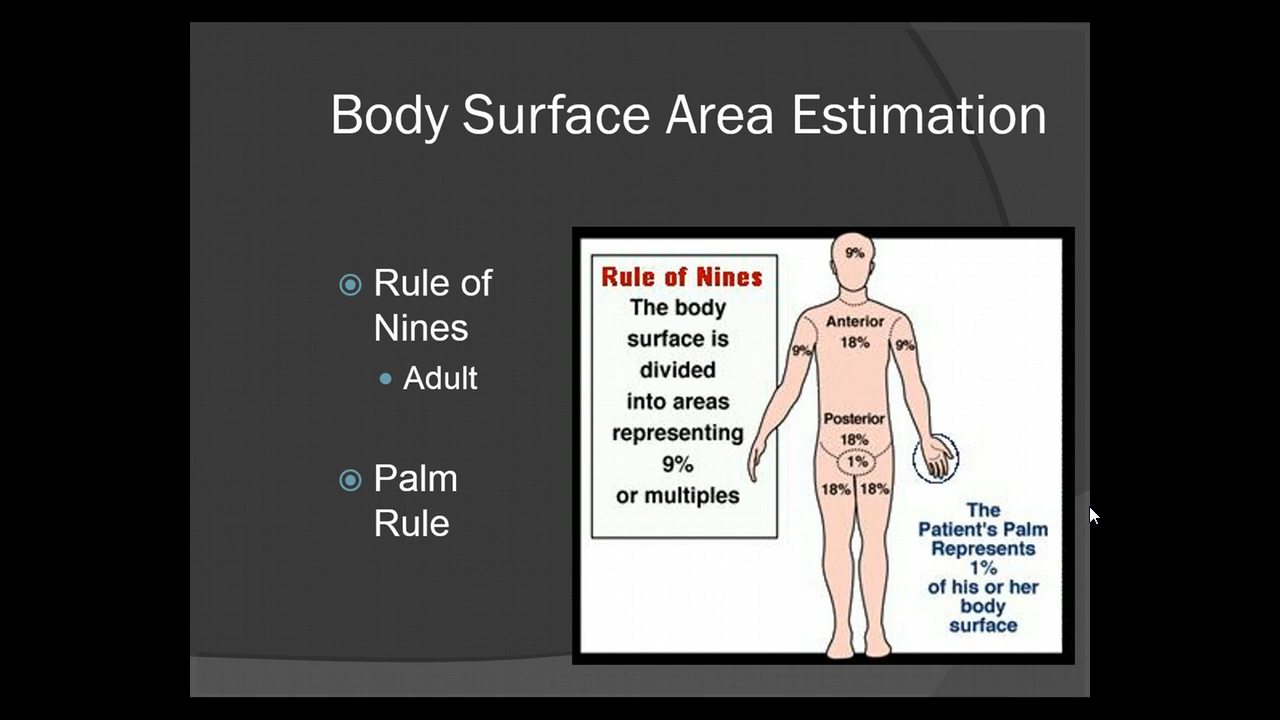 Body Surface Area Estimation
Rule of
Nines
Adult
Palm
Rule
Rule of Nines
The body
surface is
divided
into areas
representing
9%
or multiples
9%
Anterior
18%
9%
9%
Posterior
18%
1%
18%
18%
The
Patient's Palm
Represents
1%
of his or her
body
surface